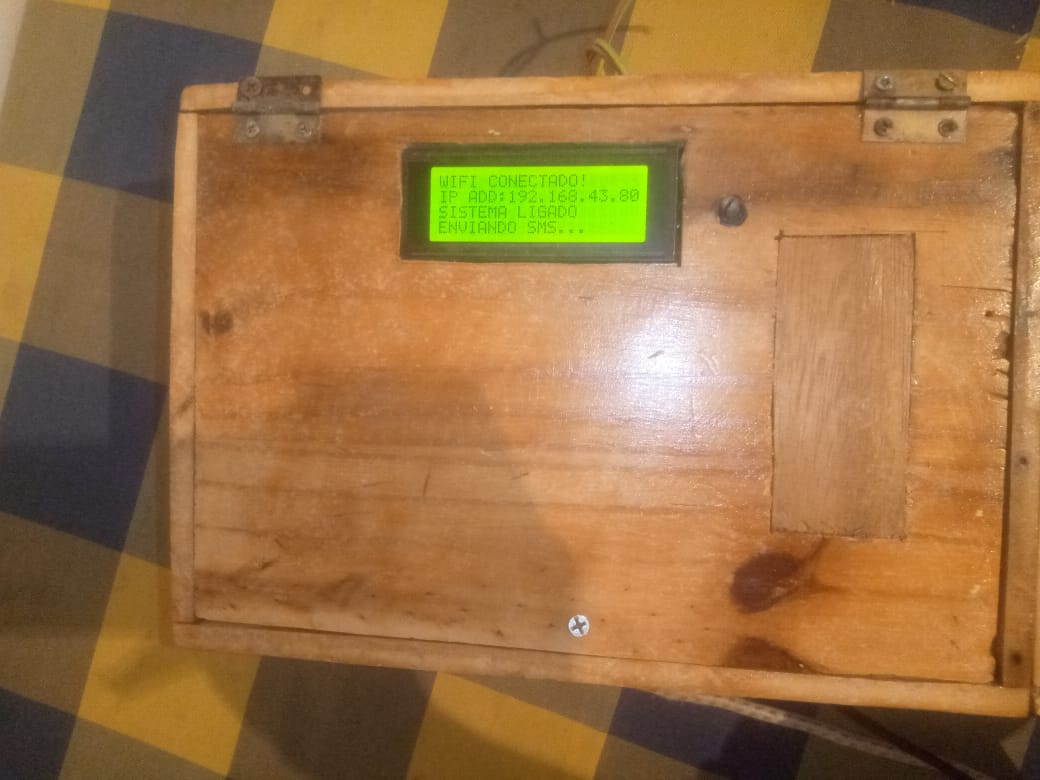 WIFI CONECTADO!
IP ADD:192.168.43.80
SISTEMA LIGADO
ENVIANDO SMS...